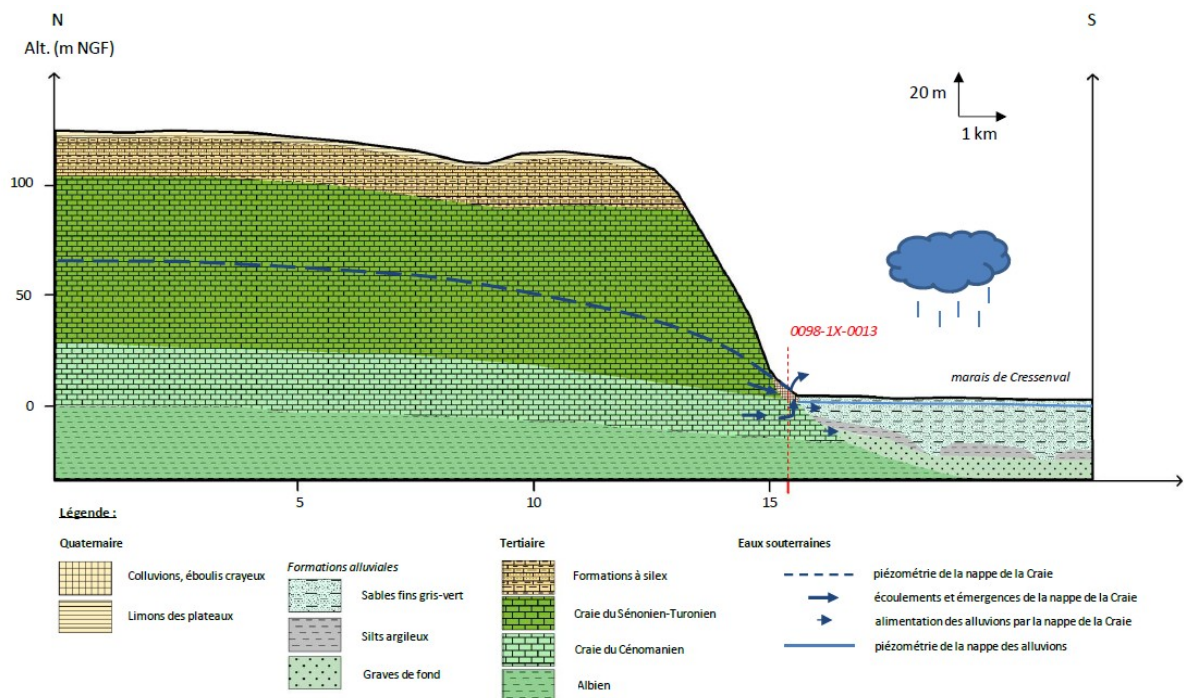 N
S
Alt. (m NGF)
20 m
1 km
100
50
0
0098-1X-0013
marais de Cressenval
5
10
15
Légende :
Quaternaire
Colluvions, éboulis crayeux
Limons des plateaux
Formations alluviales
Sables fins gris-vert
Silts argileux
Graves de fond
Tertiaire
Formations à silex
Craie du Sénonien-Turonien
Craie du Cénomanien
Albien
Eaux souterraines
piézométrie de la nappe de la Craie
écoulements et émergences de la nappe de la Craie
alimentation des alluvions par la nappe de la Craie
piézométrie de la nappe des alluvions